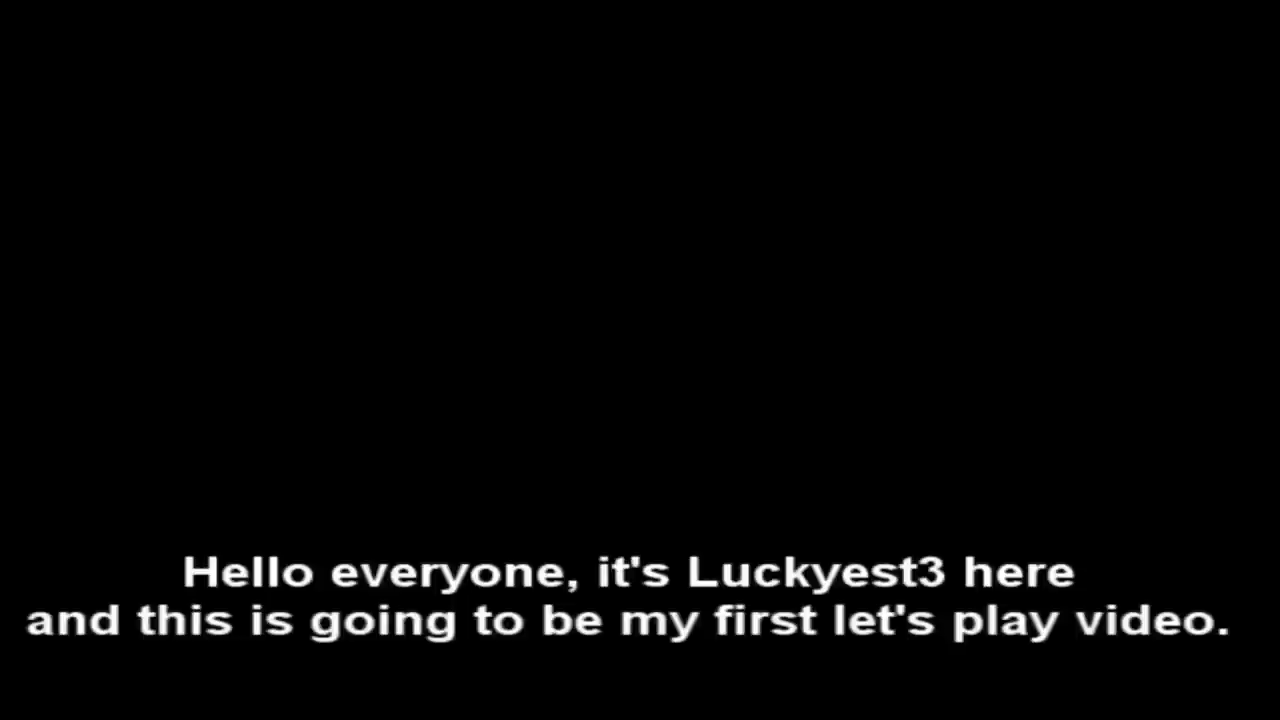 Hello everyone, it's Luckyest3 here
and this is going to be my first let's play video.